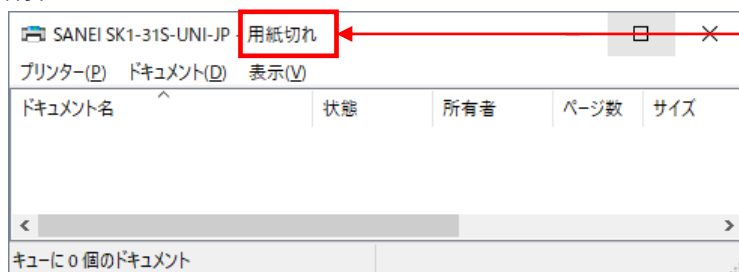 SANEI SK1-31S-UNI-JP - 用紙切れ
プリンター(P) ドキュメント(D) 表示(V)
ドキュメント名 状態 所有者 ページ数 サイズ
キューに 0 個のドキュメント